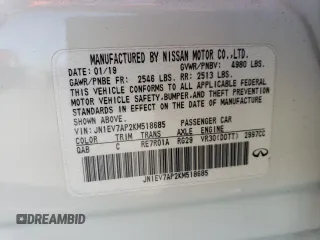 MANUFACTURED BY NISSAN MOTOR CO.,LTD.
DATE: 01/19 GVWR/PNBV: 4980 LBS.
GAWR/PNBE FR: 2546 LBS. RR: 2513 LBS.
THIS VEHICLE CONFORMS TO ALL APPLICABLE
FEDERAL MOTOR VEHICLE SAFETY, BUMPER, AND THEFT PREVENTION
STANDARDS IN EFFECT ON THE DATE OF MANUFACTURE
SHOWN ABOVE.
VIN: JN1EV7AP2KM518685 PASSENGER CAR
COLOR TRIM TRANS AXLE ENGINE
QAB C RE7R01A RG29 VR30(DDTT) 2997CC
JN1EV7AP2KM518685
INFINITI
DREAMBID